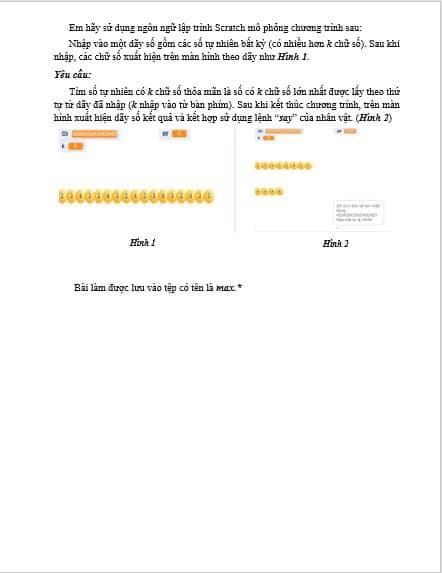 Em hãy sử dụng ngôn ngữ lập trình Scratch mô phỏng chương trình sau:
Nhập vào một dãy số gồm các số tự nhiên bất kỳ (có nhiều hơn k chữ số). Sau khi
nhập, các chữ số xuất hiện trên màn hình theo dãy như Hình 1.
Yêu cầu:
Tìm số tự nhiên có k chữ số thỏa mãn là số có k chữ số lớn nhất được lấy theo thứ
tự từ dãy đã nhập (k nhập vào từ bàn phím). Sau khi kết thúc chương trình, trên màn
hình xuất hiện dãy số kết quả và kết hợp sử dụng lệnh “say” của nhân vật. (Hình 2)
k
k
Hình 1
Hình 2
Bài làm được lưu vào tệp có tên là max.*